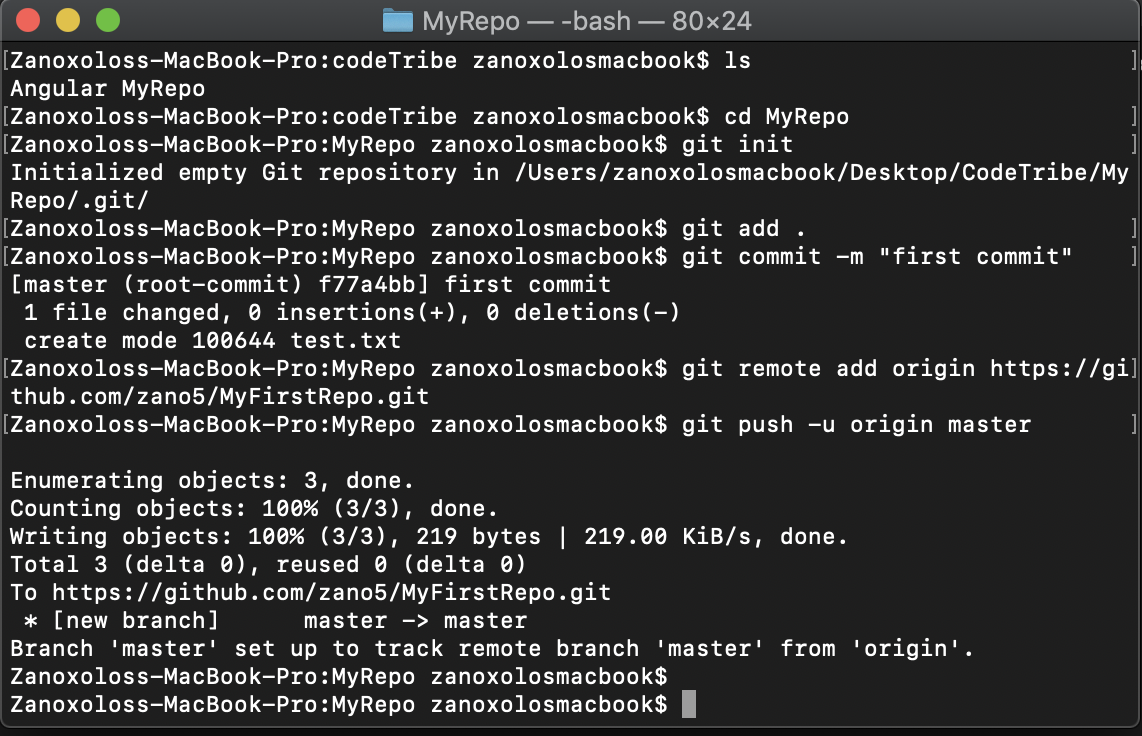 MyRepo — -bash — 80×24
[Zanoxoloss-MacBook-Pro:codeTribe zanoxolosmacbook$ ls ]
Angular MyRepo
[Zanoxoloss-MacBook-Pro:codeTribe zanoxolosmacbook$ cd MyRepo ]
[Zanoxoloss-MacBook-Pro:MyRepo zanoxolosmacbook$ git init ]
Initialized empty Git repository in /Users/zanoxolosmacbook/Desktop/CodeTribe/My
Repo/.git/
[Zanoxoloss-MacBook-Pro:MyRepo zanoxolosmacbook$ git add . ]
[Zanoxoloss-MacBook-Pro:MyRepo zanoxolosmacbook$ git commit -m "first commit" ]
[master (root-commit) f77a4bb] first commit
 1 file changed, 0 insertions(+), 0 deletions(-)
 create mode 100644 test.txt
[Zanoxoloss-MacBook-Pro:MyRepo zanoxolosmacbook$ git remote add origin https://gi]
thub.com/zano5/MyFirstRepo.git
[Zanoxoloss-MacBook-Pro:MyRepo zanoxolosmacbook$ git push -u origin master ]
Enumerating objects: 3, done.
Counting objects: 100% (3/3), done.
Writing objects: 100% (3/3), 219 bytes | 219.00 KiB/s, done.
Total 3 (delta 0), reused 0 (delta 0)
To https://github.com/zano5/MyFirstRepo.git
 * [new branch]      master -> master
Branch 'master' set up to track remote branch 'master' from 'origin'.
Zanoxoloss-MacBook-Pro:MyRepo zanoxolosmacbook$
Zanoxoloss-MacBook-Pro:MyRepo zanoxolosmacbook$